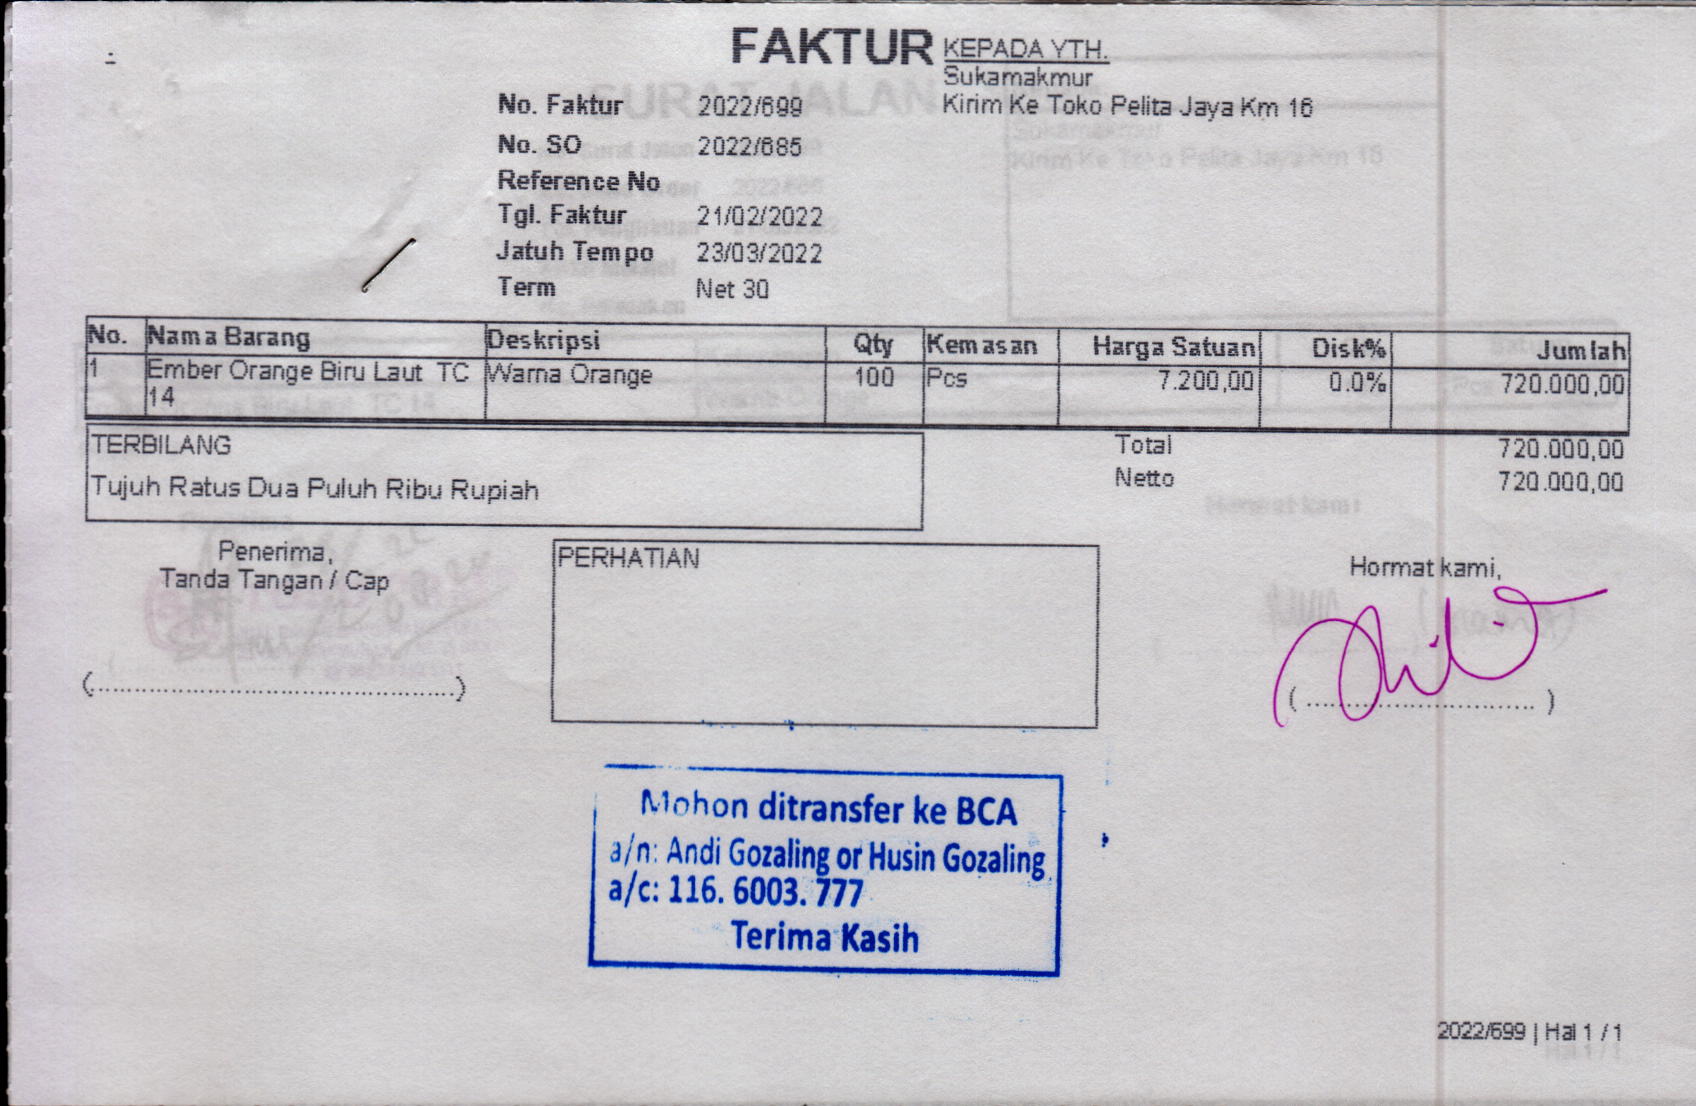 FAKTUR
KEPADA YTH.
Sukamakmur
Kirim Ke Toko Pelita Jaya Km 16
No. Faktur 2022/699
No. SO 2022/685
Reference No
Tgl. Faktur 21/02/2022
Jatuh Tempo 23/03/2022
Term Net 30
No. Nama Barang Deskripsi Qty Kemasan Harga Satuan Disk% Jumlah
1 Ember Orange Biru Laut TC 14 Warna Orange 100 Pcs 7.200,00 0.0% 720.000,00
TERBILANG
Tujuh Ratus Dua Puluh Ribu Rupiah
Total 720.000,00
Netto 720.000,00
Penerima,
Tanda Tangan / Cap
PERHATIAN
Hormat kami,
(..................................................)
( ............................... )
Mohon ditransfer ke BCA
a/n: Andi Gozaling or Husin Gozaling
a/c: 116. 6003. 777
Terima Kasih
2022/699 | Hal 1 / 1